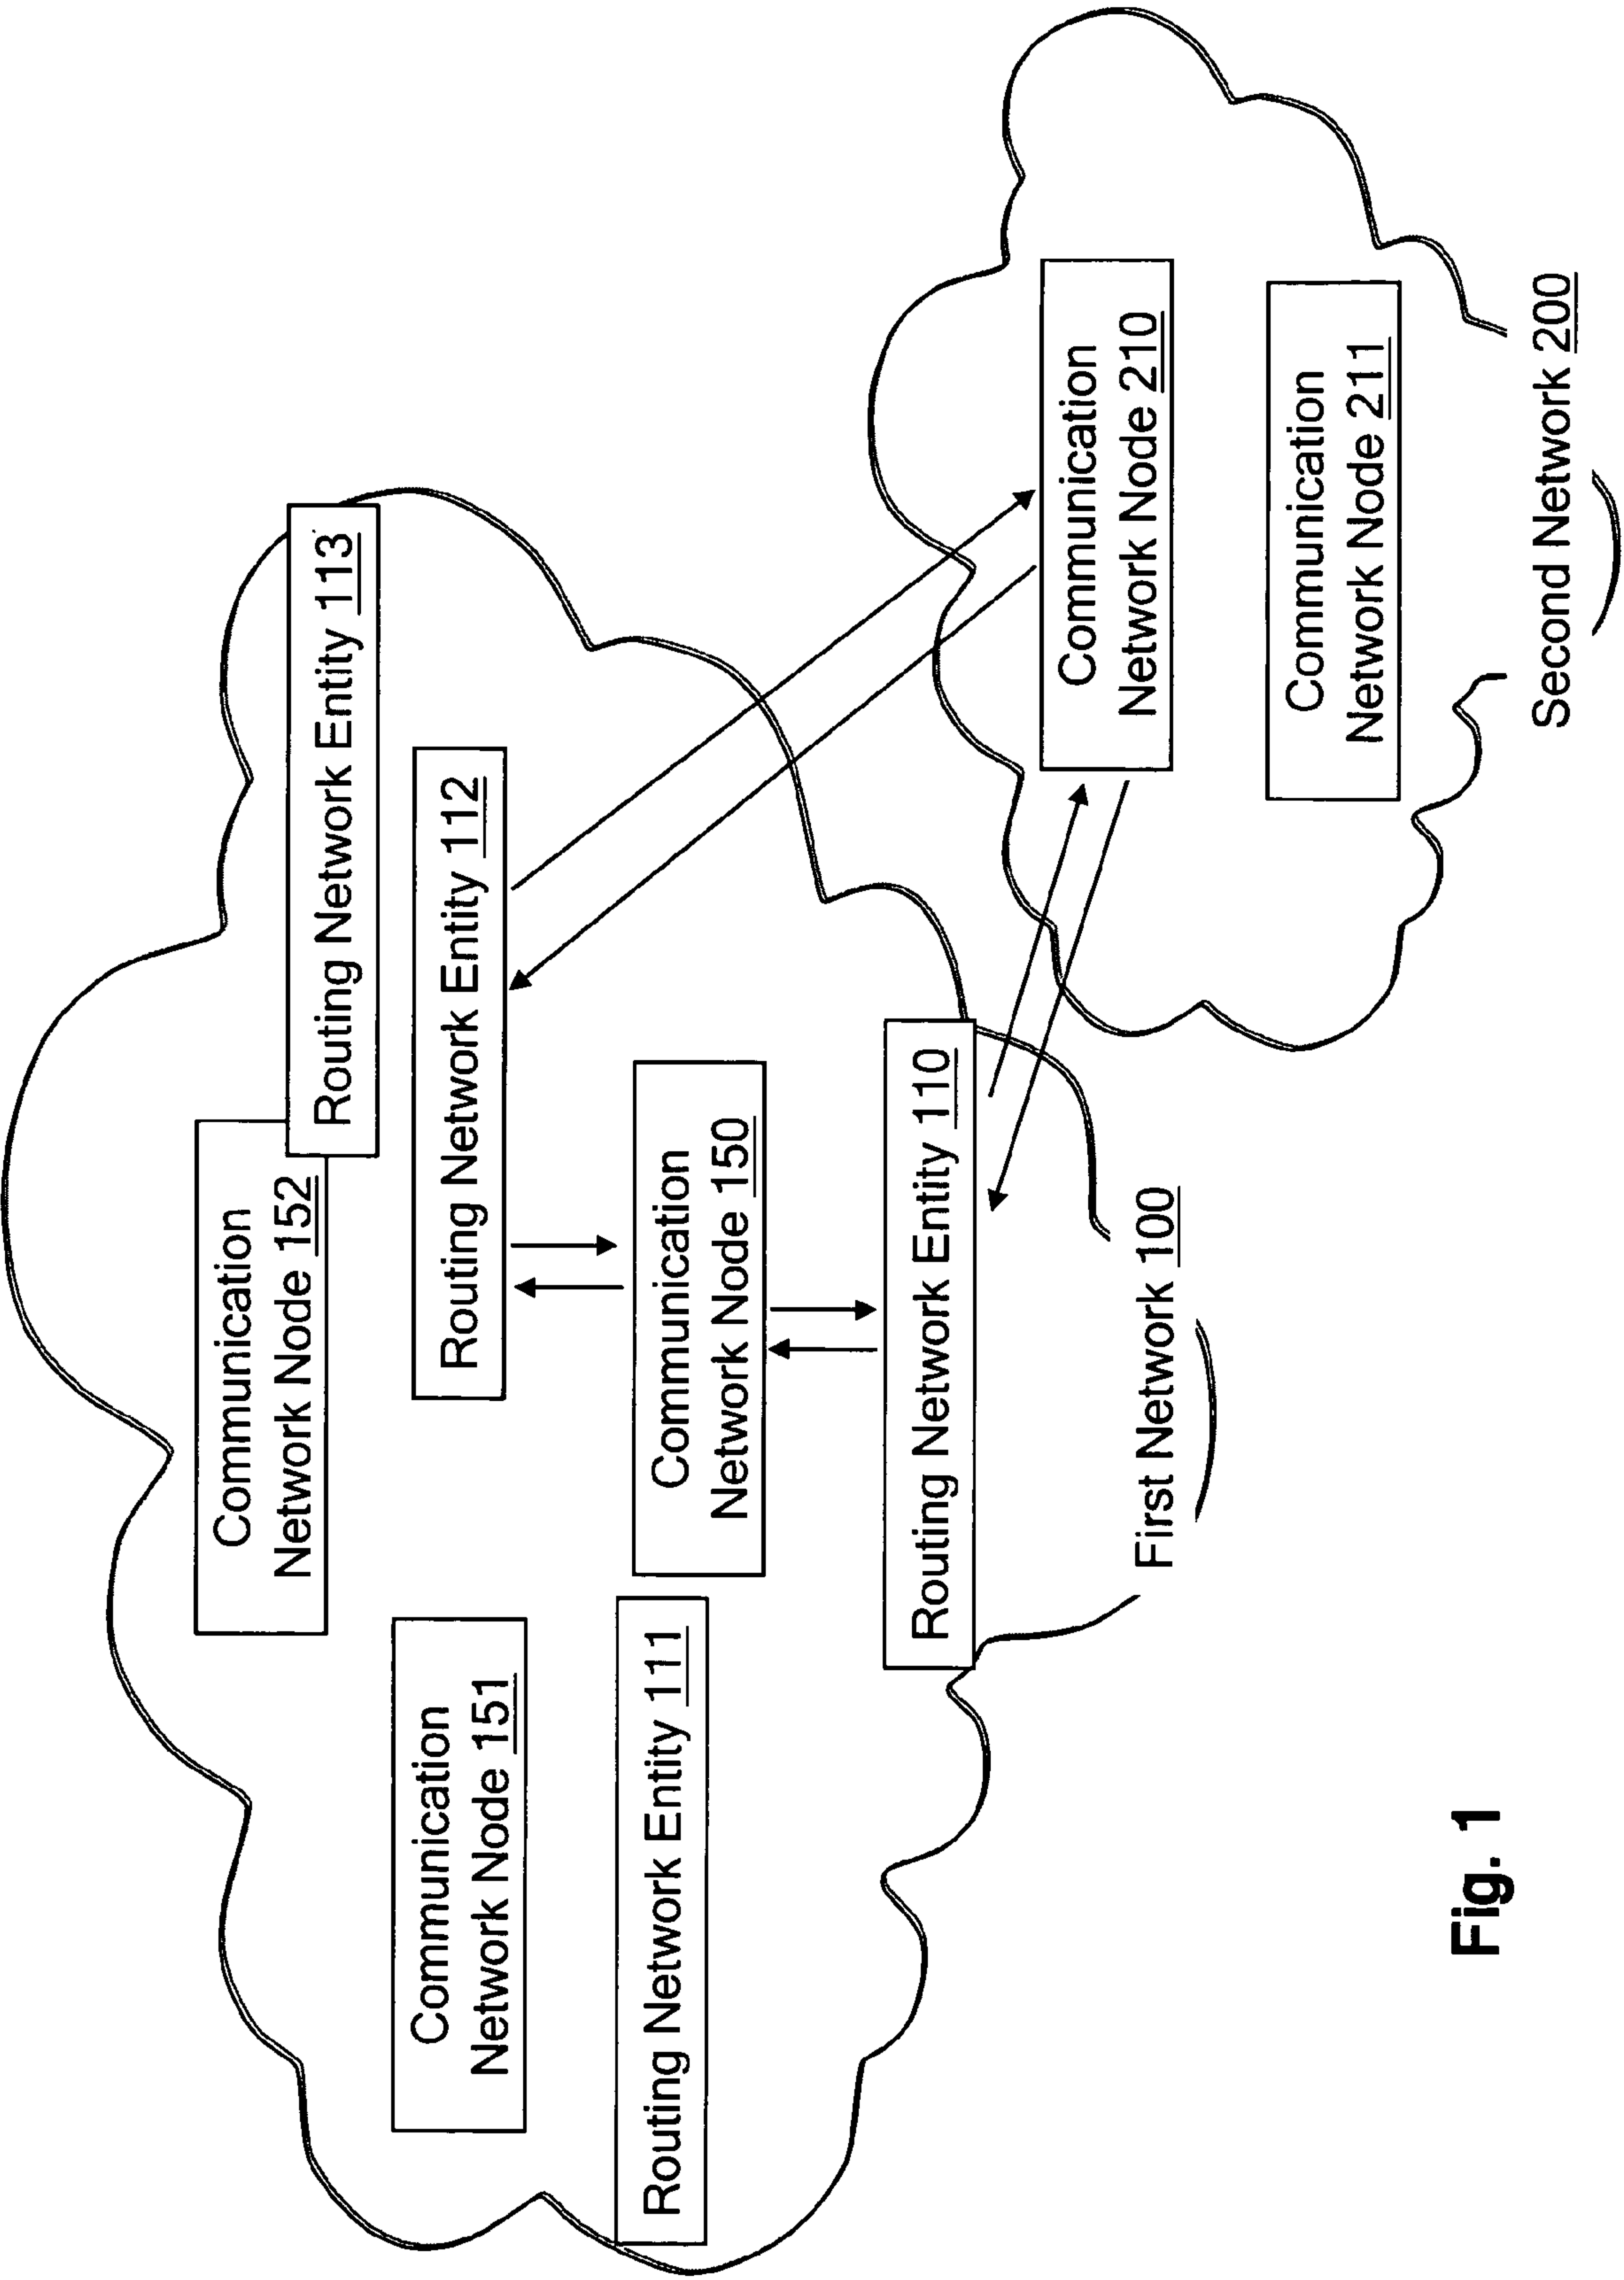 Communication
Network Node 152
Routing Network Entity 113
Communication
Network Node 151
Routing Network Entity 112
Routing Network Entity 111
Communication
Network Node 150
Routing Network Entity 110
First Network 100
Communication
Network Node 210
Communication
Network Node 211
Second Network 200
Fig. 1